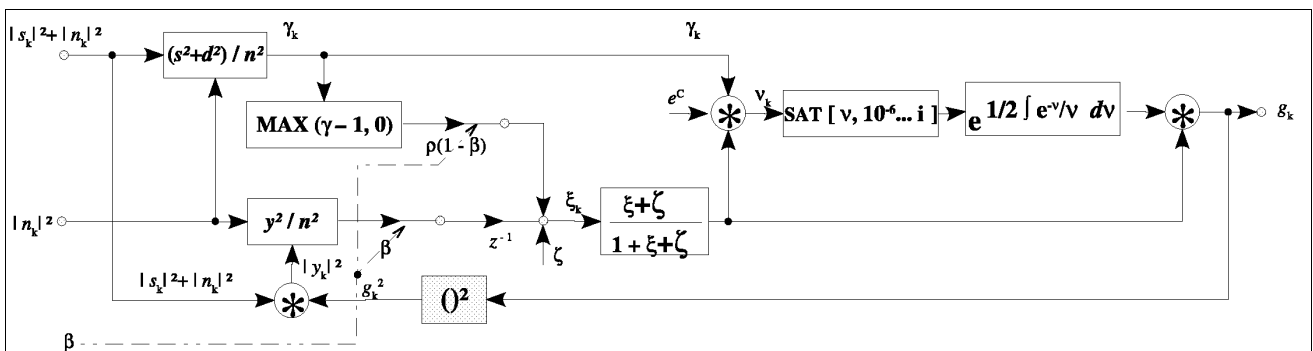 |s_k|²+|n_k|²
(s²+d²) / n²
γ_k
γ_k
MAX (γ – 1, 0)
ρ(1 - β)
e^C
*
ν_k
SAT [ ν, 10⁻⁶... i ]
e^{1/2 ∫ e^{-ν}/ν dν}
*
g_k
|n_k|²
y² / n²
β
z⁻¹
ξ_k
ζ
ξ+ζ
1 + ξ+ζ
|y_k|²
|s_k|²+|n_k|²
*
g_k²
()²
β